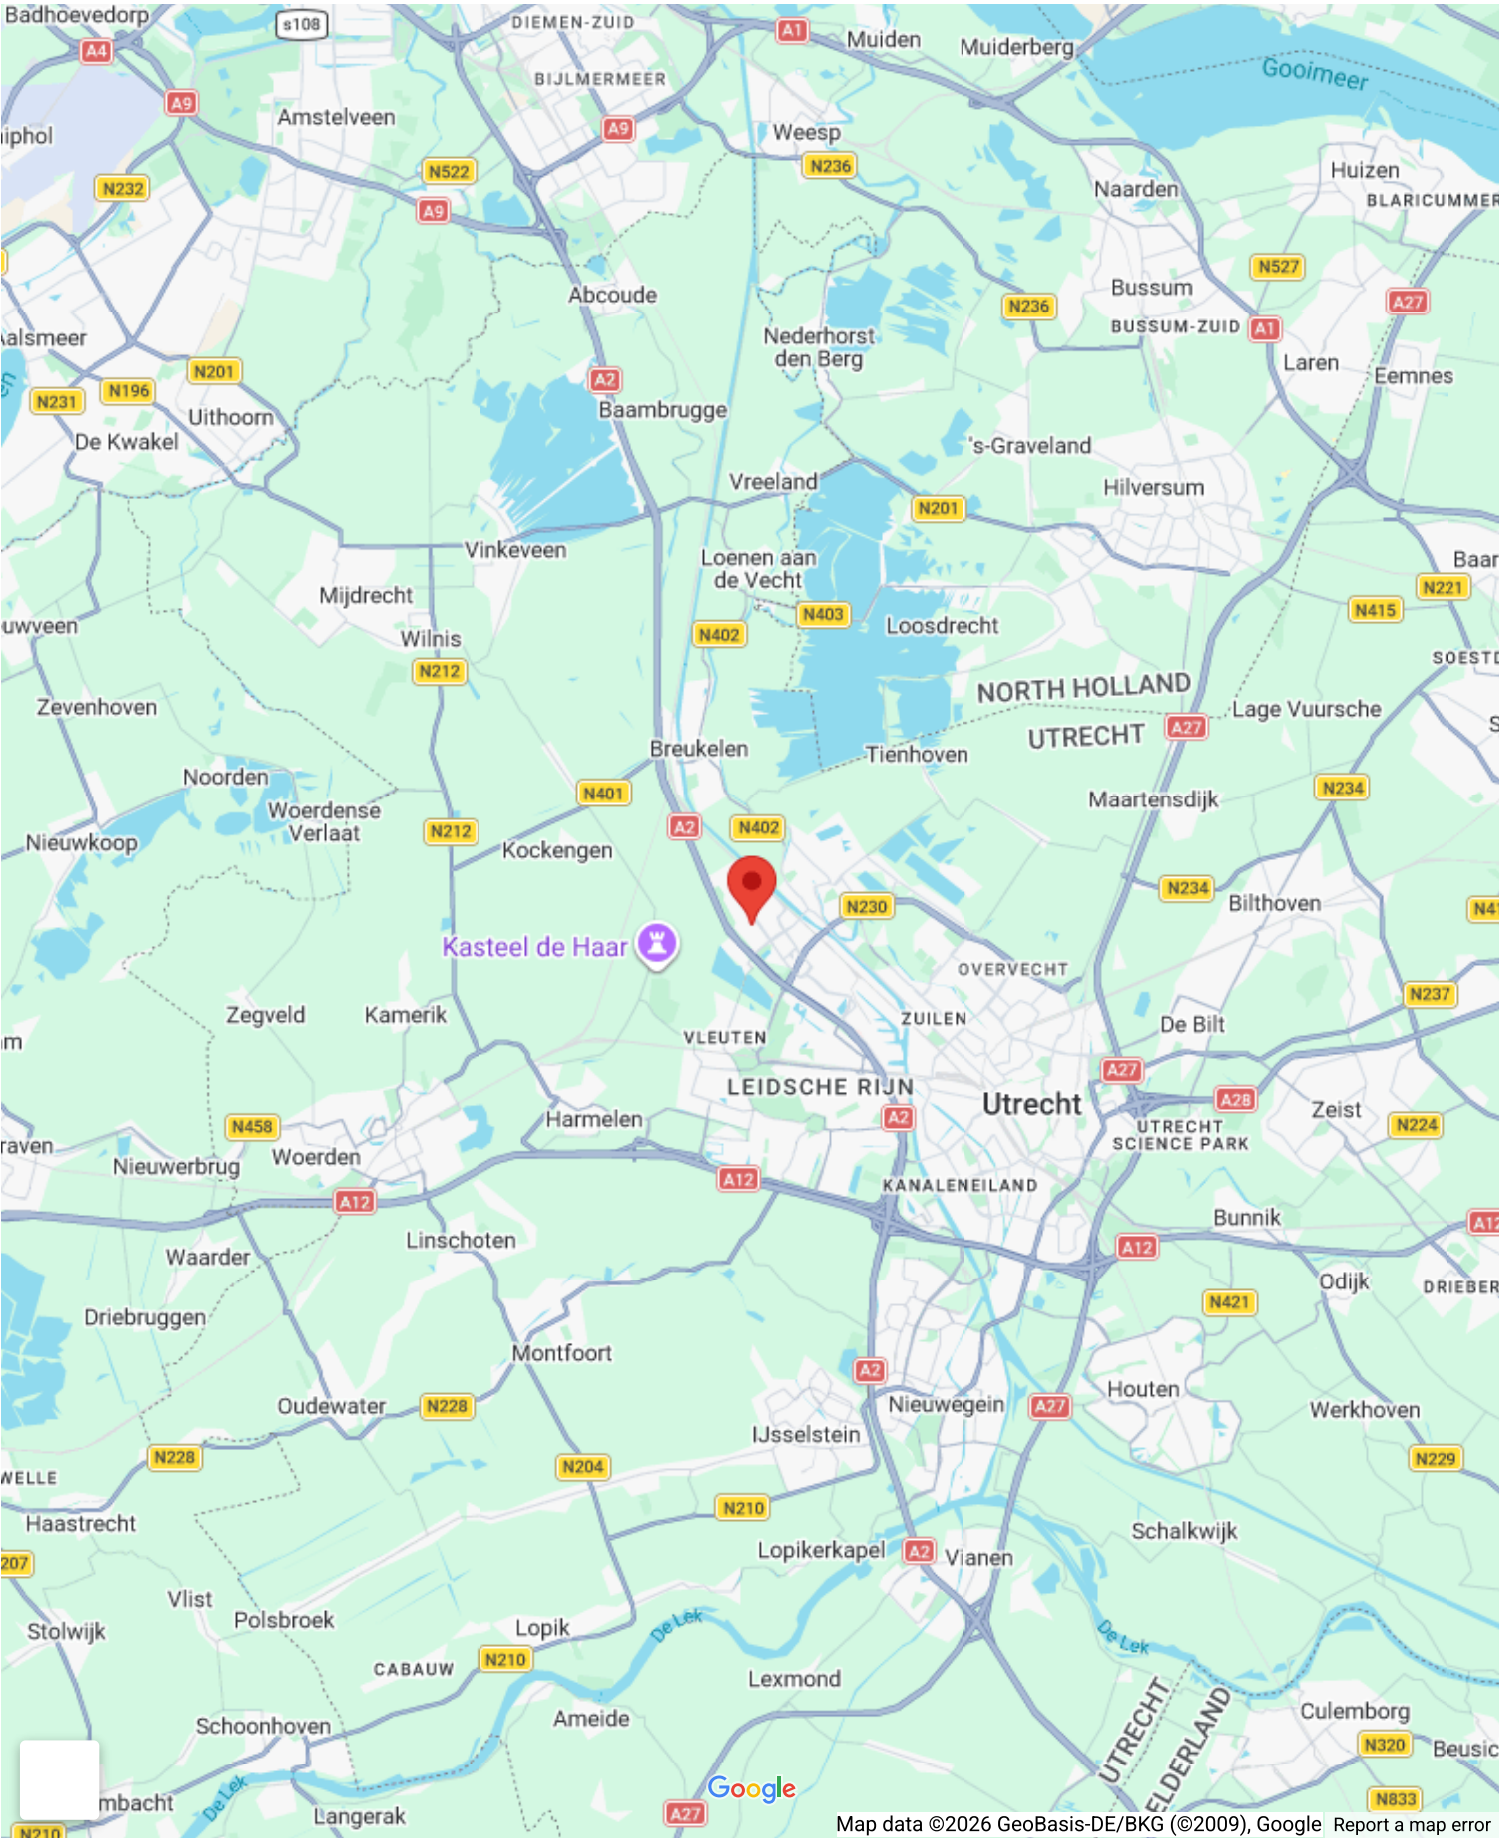 Badhoevedorp
s108
DIEMEN-ZUID
A1
Muiden
Muiderberg
A4
BIJLMERMEER
Gooimeer
A9
Amstelveen
A9
Weesp
iphol
N522
N236
Huizen
N232
Naarden
BLARICUMMER
A9
N527
Abcoude
Bussum
A27
N236
Nederhorst
den Berg
BUSSUM-ZUID
A1
Aalsmeer
Laren
N201
A2
Eemnes
N231
N196
Uithoorn
Baambrugge
De Kwakel
's-Graveland
Vreeland
Hilversum
N201
Vinkeveen
Loenen aan
de Vecht
Baar
N221
Mijdrecht
N403
N415
uwveen
Wilnis
N402
Loosdrecht
N212
SOESTD
NORTH HOLLAND
Zevenhoven
Lage Vuursche
A27
UTRECHT
Breukelen
Tienhoven
Noorden
N401
N234
Woerdense
Verlaat
Maartensdijk
N212
A2
N402
Nieuwkoop
Kockengen
N234
Bilthoven
N230
N41
Kasteel de Haar
OVERVECHT
N237
Zegveld
Kamerik
ZUILEN
De Bilt
VLEUTEN
am
A27
LEIDSCHE RIJN
Utrecht
A28
Harmelen
A2
Zeist
N458
N224
UTRECHT
SCIENCE PARK
raven
Nieuwerbrug
Woerden
A12
KANALENEILAND
A12
Bunnik
A12
Linschoten
A12
Waarder
Odijk
DRIEBER
N421
Driebruggen
Montfoort
A2
Houten
Oudewater
N228
Nieuwegein
A27
Werkhoven
IJsselstein
N228
N229
N204
WELLE
N210
Haastrecht
Schalkwijk
Lopikerkapel
A2
Vianen
207
Vlist
Polsbroek
De Lek
Lopik
Stolwijk
De Lek
N210
CABAUW
Lexmond
UTRECHT
ELDERLAND
Culemborg
Schoonhoven
Ameide
N320
Beusic
Google
De Lek
mbacht
Langerak
A27
N833
N210
Map data ©2026 GeoBasis-DE/BKG (©2009), Google
Report a map error